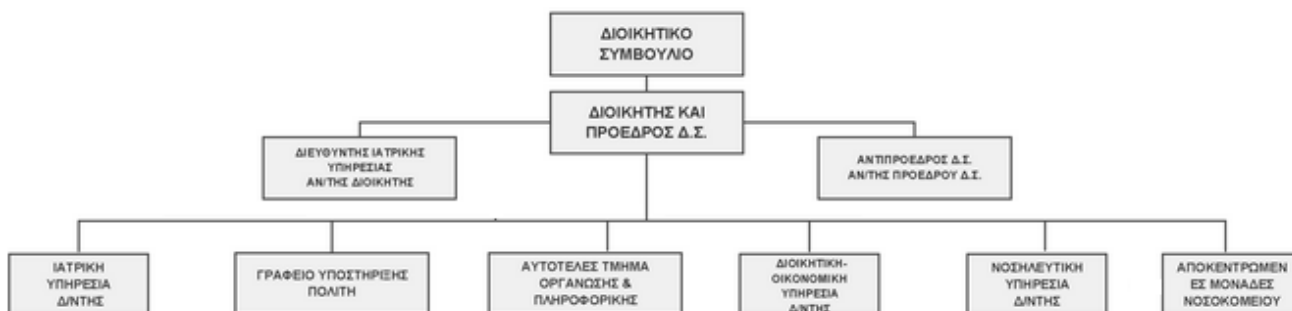 ΔΙΟΙΚΗΤΙΚΟ
ΣΥΜΒΟΥΛΙΟ
ΔΙΟΙΚΗΤΗΣ ΚΑΙ
ΠΡΟΕΔΡΟΣ Δ.Σ.
ΔΙΕΥΘΥΝΤΗΣ ΙΑΤΡΙΚΗΣ
ΥΠΗΡΕΣΙΑΣ
ΑΝ/ΤΗΣ ΔΙΟΙΚΗΤΗΣ
ΑΝΤΙΠΡΟΕΔΡΟΣ Δ.Σ.
ΑΝ/ΤΗΣ ΠΡΟΕΔΡΟΥ Δ.Σ.
ΙΑΤΡΙΚΗ
ΥΠΗΡΕΣΙΑ
Δ/ΝΤΗΣ
ΓΡΑΦΕΙΟ ΥΠΟΣΤΗΡΙΞΗΣ
ΠΟΛΙΤΗ
ΑΥΤΟΤΕΛΕΣ ΤΜΗΜΑ
ΟΡΓΑΝΩΣΗΣ &
ΠΛΗΡΟΦΟΡΙΚΗΣ
ΔΙΟΙΚΗΤΙΚΗ-
ΟΙΚΟΝΟΜΙΚΗ
ΥΠΗΡΕΣΙΑ
Δ/ΝΤΗΣ
ΝΟΣΗΛΕΥΤΙΚΗ
ΥΠΗΡΕΣΙΑ
Δ/ΝΤΗΣ
ΑΠΟΚΕΝΤΡΩΜΕΝ
ΕΣ ΜΟΝΑΔΕΣ
ΝΟΣΟΚΟΜΕΙΟΥ